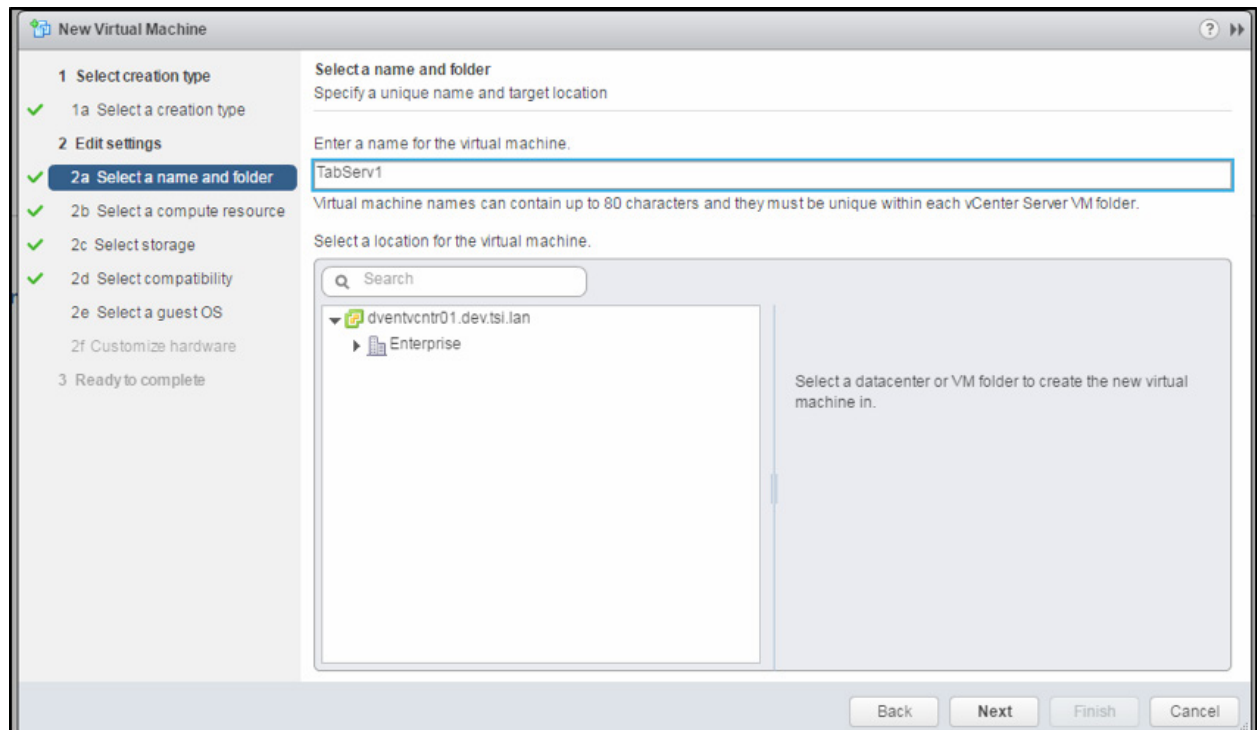 New Virtual Machine
?
1 Select creation type
1a Select a creation type
2 Edit settings
2a Select a name and folder
2b Select a compute resource
2c Select storage
2d Select compatibility
2e Select a guest OS
2f Customize hardware
3 Ready to complete
Select a name and folder
Specify a unique name and target location
Enter a name for the virtual machine.
TabServ1
Virtual machine names can contain up to 80 characters and they must be unique within each vCenter Server VM folder.
Select a location for the virtual machine.
Search
dventvcntr01.dev.tsi.lan
Enterprise
Select a datacenter or VM folder to create the new virtual
machine in.
Back
Next
Finish
Cancel